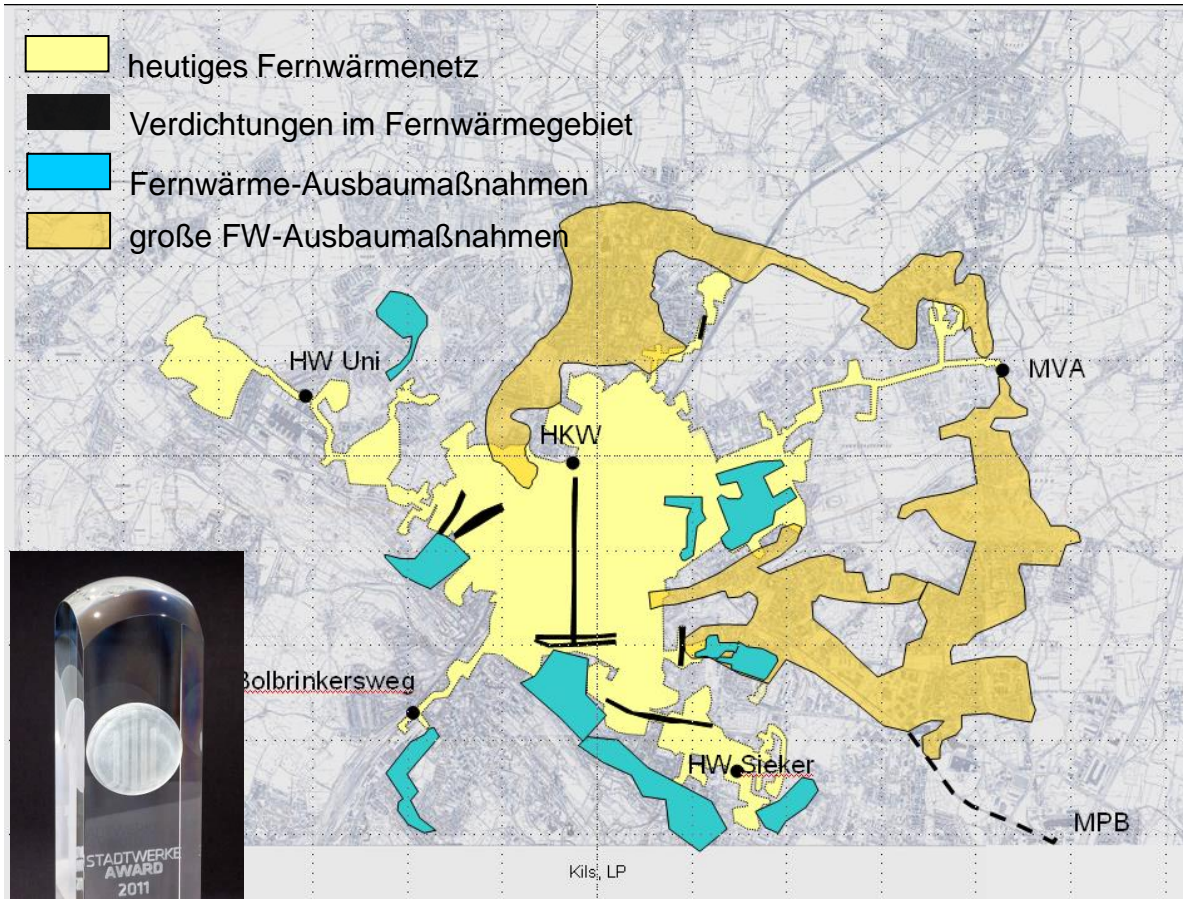 heutiges Fernwärmenetz
Verdichtungen im Fernwärmegebiet
Fernwärme-Ausbaumaßnahmen
große FW-Ausbaumaßnahmen
HW Uni
MVA
HKW
Bolbrinkersweg
HW Sieker
MPB
STADTWERKE
AWARD
2011
Kils, LP